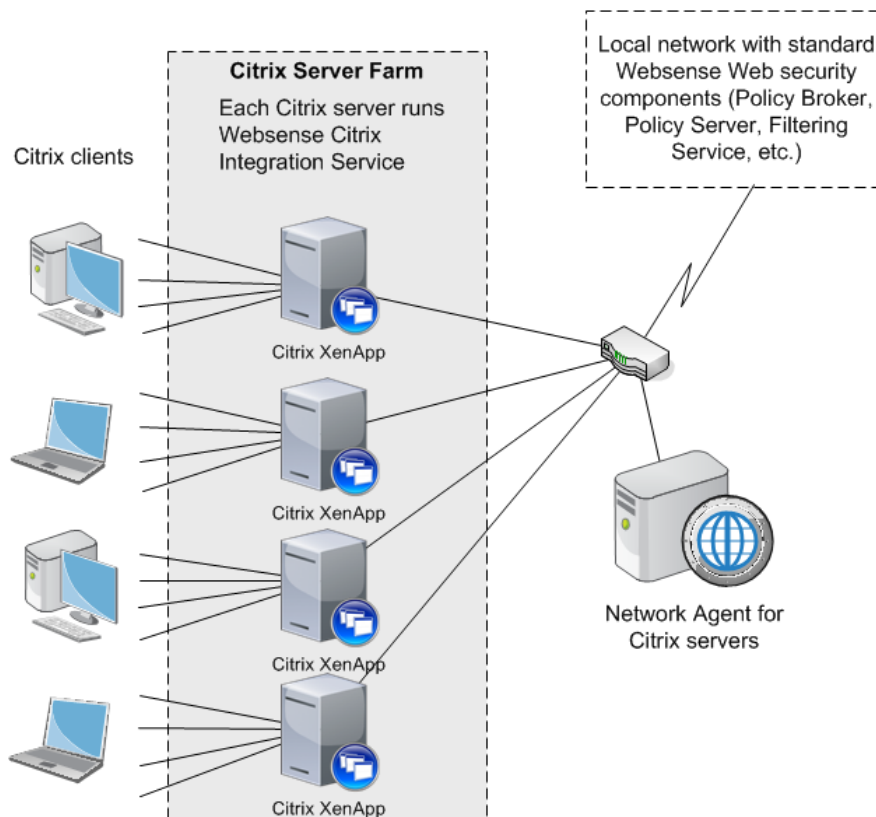 Local network with standard
Websense Web security
components (Policy Broker,
Policy Server, Filtering
Service, etc.)
Citrix Server Farm
Each Citrix server runs
Websense Citrix
Integration Service
Citrix clients
Citrix XenApp
Citrix XenApp
Citrix XenApp
Citrix XenApp
Network Agent for
Citrix servers